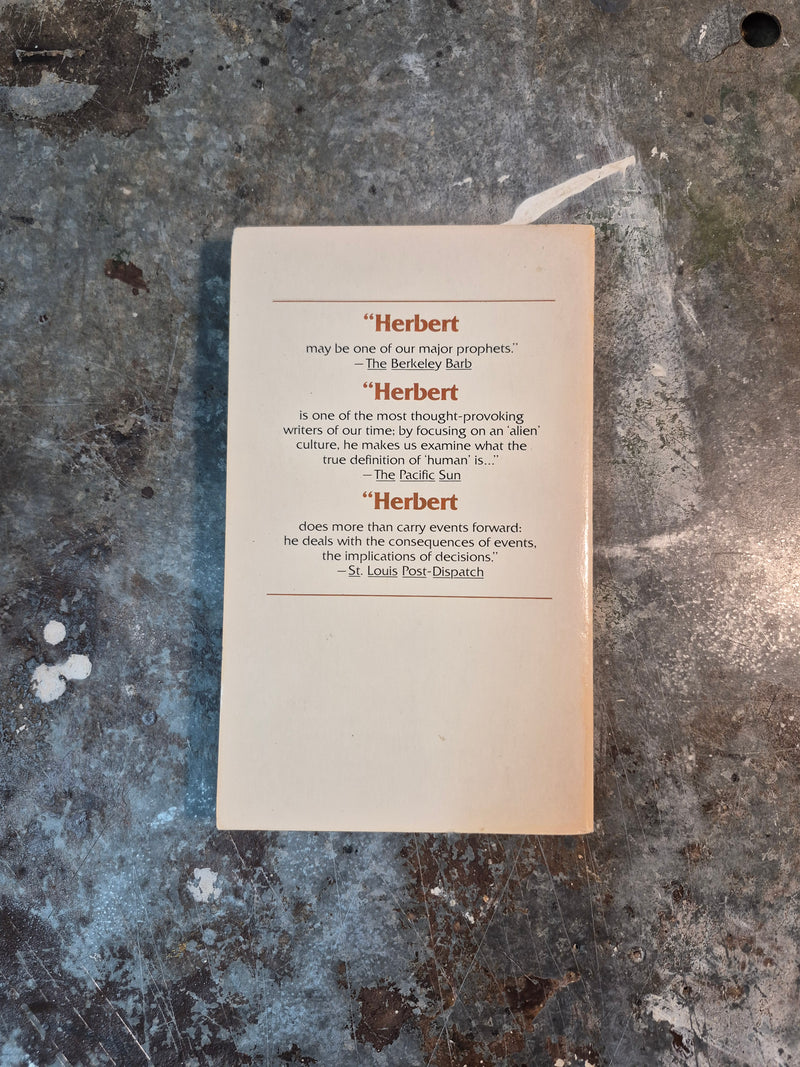 “Herbert
may be one of our major prophets.”
—The Berkeley Barb
“Herbert
is one of the most thought-provoking
writers of our time; by focusing on an ‘alien’
culture, he makes us examine what the
true definition of ‘human’ is...”
—The Pacific Sun
“Herbert
does more than carry events forward:
he deals with the consequences of events,
the implications of decisions.”
—St. Louis Post-Dispatch